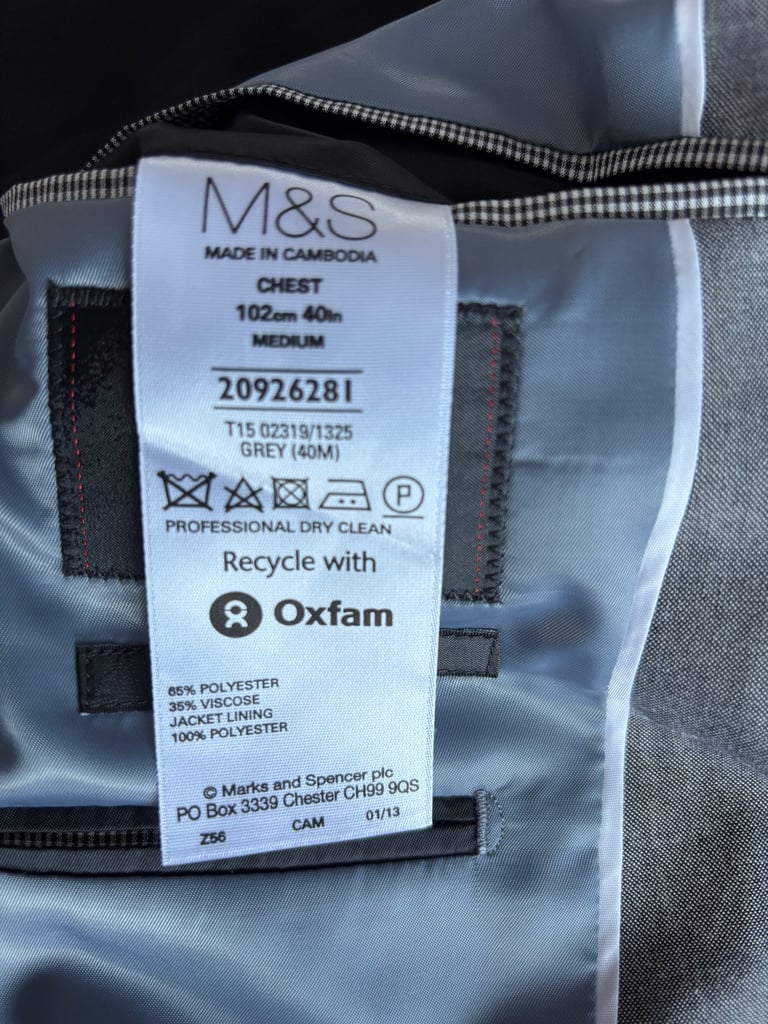 M&S
MADE IN CAMBODIA
CHEST
102cm 40In
MEDIUM
20926281
T15 02319/1325
GREY (40M)
P
PROFESSIONAL DRY CLEAN
Recycle with
Oxfam
65% POLYESTER
35% VISCOSE
JACKET LINING
100% POLYESTER
© Marks and Spencer plc
PO Box 3339 Chester CH99 9QS
Z56 CAM 01/13